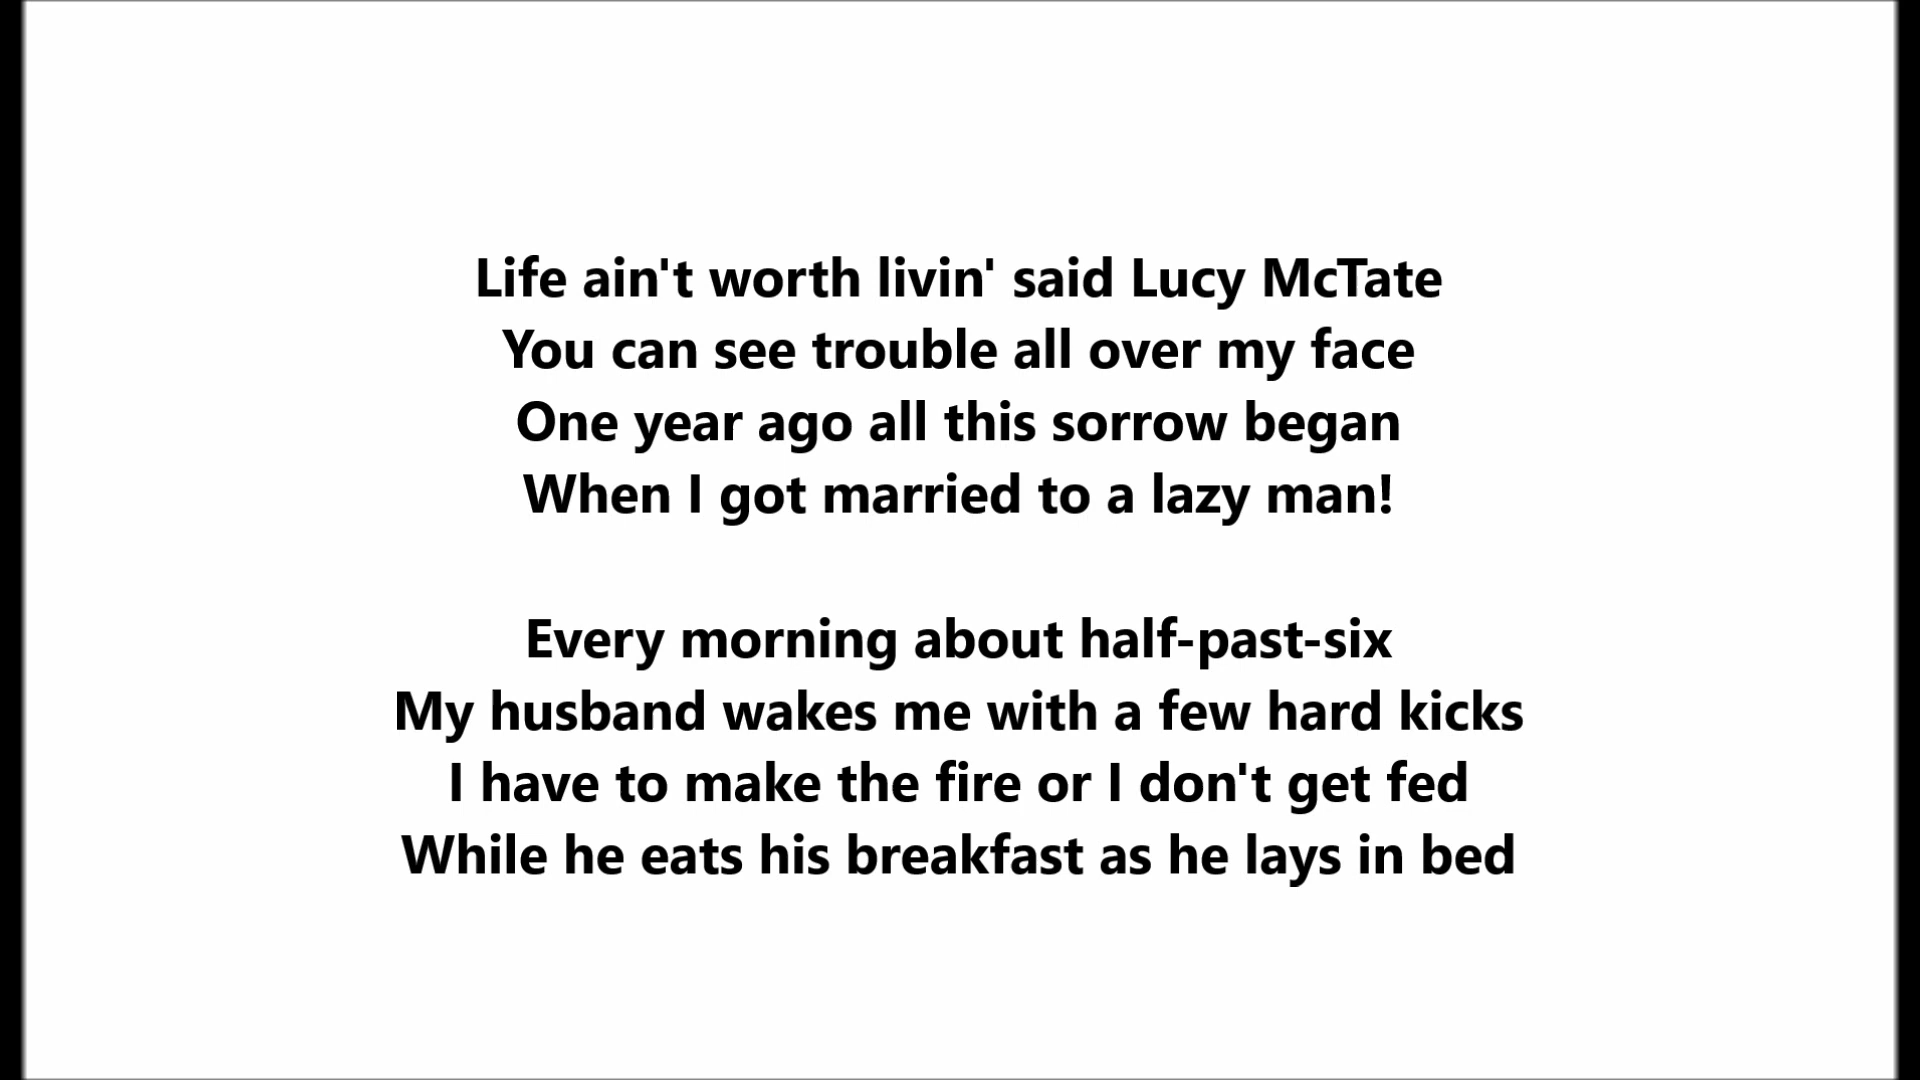 Life ain't worth livin' said Lucy McTate
You can see trouble all over my face
One year ago all this sorrow began
When I got married to a lazy man!
Every morning about half-past-six
My husband wakes me with a few hard kicks
I have to make the fire or I don't get fed
While he eats his breakfast as he lays in bed